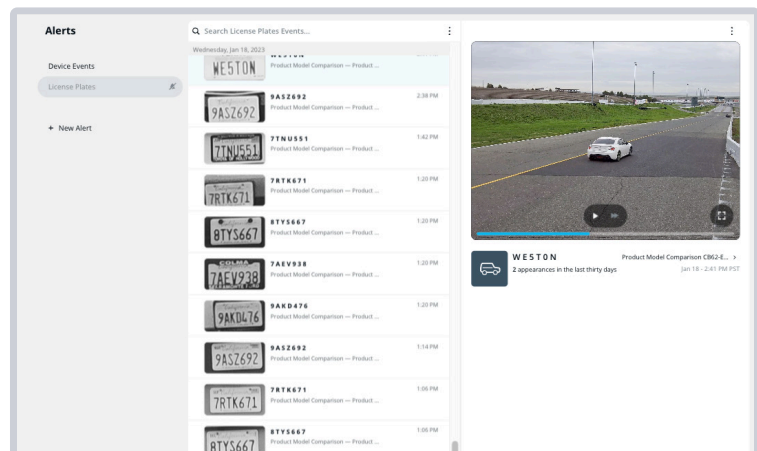 Alerts
Device Events
License Plates
+ New Alert
Search License Plates Events...
Wednesday, Jan 18, 2023
WE5TON
Product Model Comparison — Product ...
9ASZ692
9ASZ692
2:38 PM
Product Model Comparison — Product ...
7TNU551
7TNU551
1:42 PM
Product Model Comparison — Product ...
7RTK671
7RTK671
1:20 PM
Product Model Comparison — Product ...
8TYS667
8TYS667
1:20 PM
Product Model Comparison — Product ...
COLMA
7AEV938
7AEV938
1:20 PM
Product Model Comparison — Product ...
9AKD476
9AKD476
1:20 PM
Product Model Comparison — Product ...
9ASZ692
9ASZ692
1:14 PM
Product Model Comparison — Product ...
7RTK671
7RTK671
1:06 PM
Product Model Comparison — Product ...
8TYS667
8TYS667
1:06 PM
Product Model Comparison — Product ...
WE5T0N
Product Model Comparison CB62-E... >
2 appearances in the last thirty days
Jan 18 - 2:41 PM PST